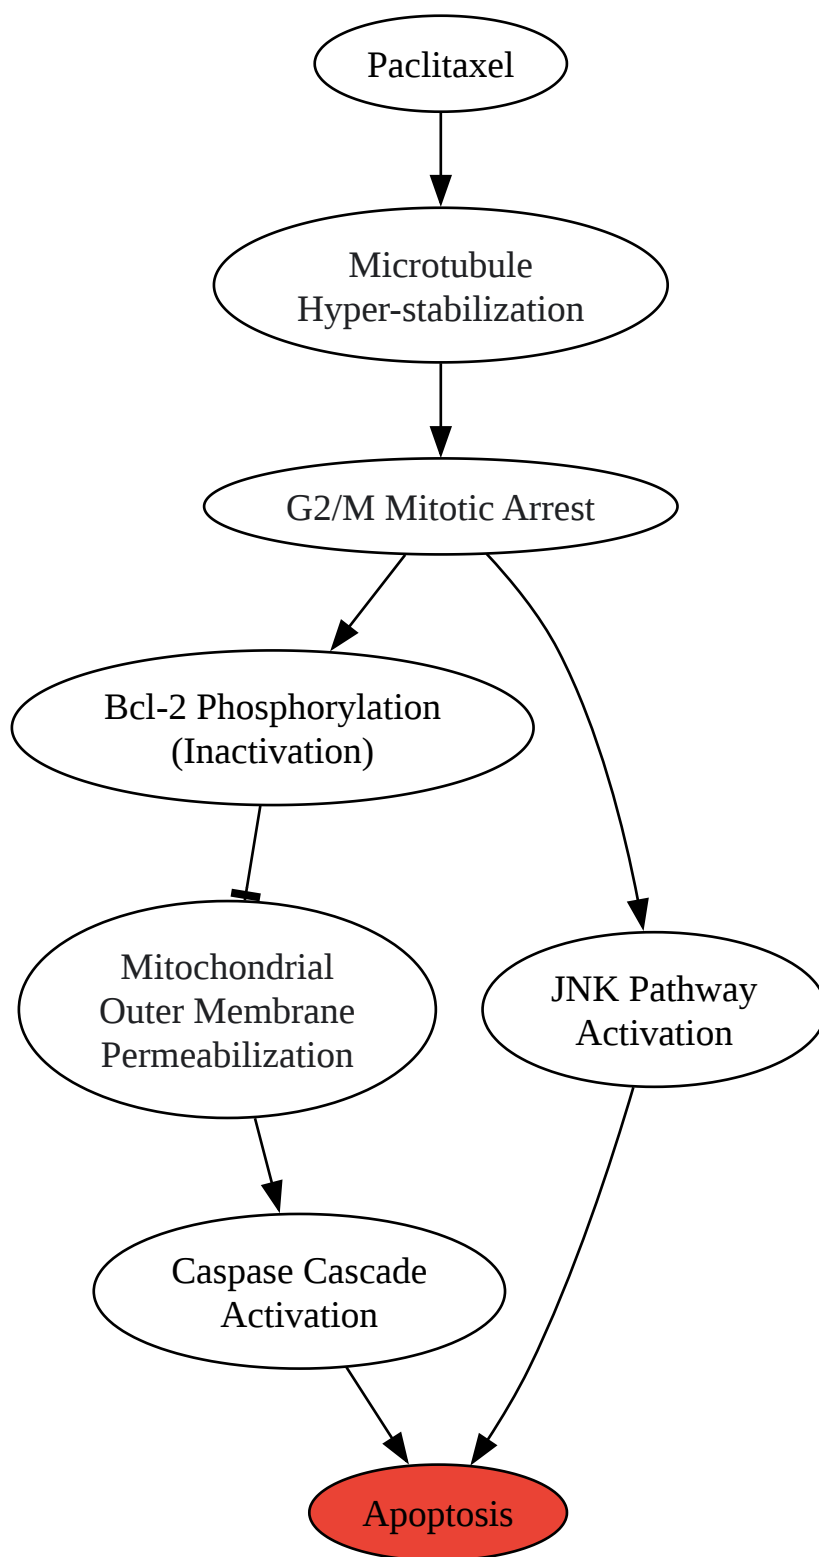 Paclitaxel
Microtubule
Hyper-stabilization
G2/M Mitotic Arrest
Bcl-2 Phosphorylation
(Inactivation)
Mitochondrial
Outer Membrane
Permeabilization
JNK Pathway
Activation
Caspase Cascade
Activation
Apoptosis